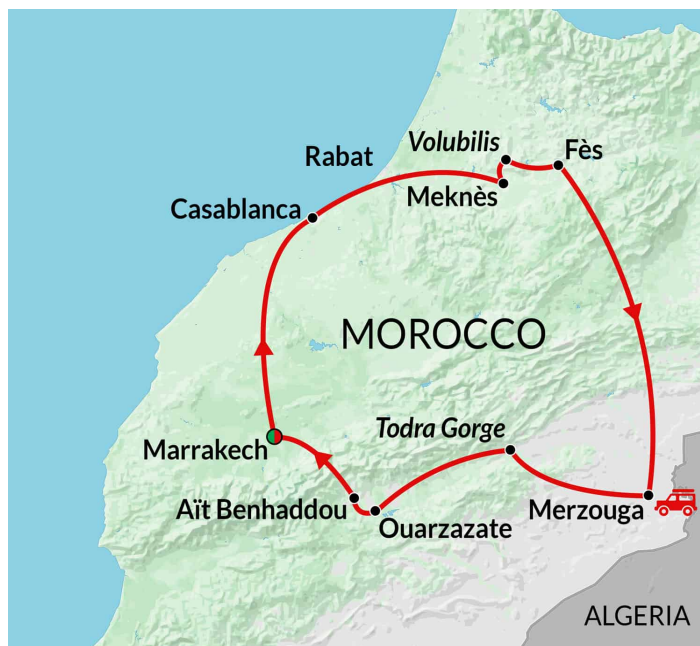 Volubilis
Fès
Rabat
Meknès
Casablanca
MOROCCO
Todra Gorge
Marrakech
Aït Benhaddou
Merzouga
Ouarzazate
ALGERIA